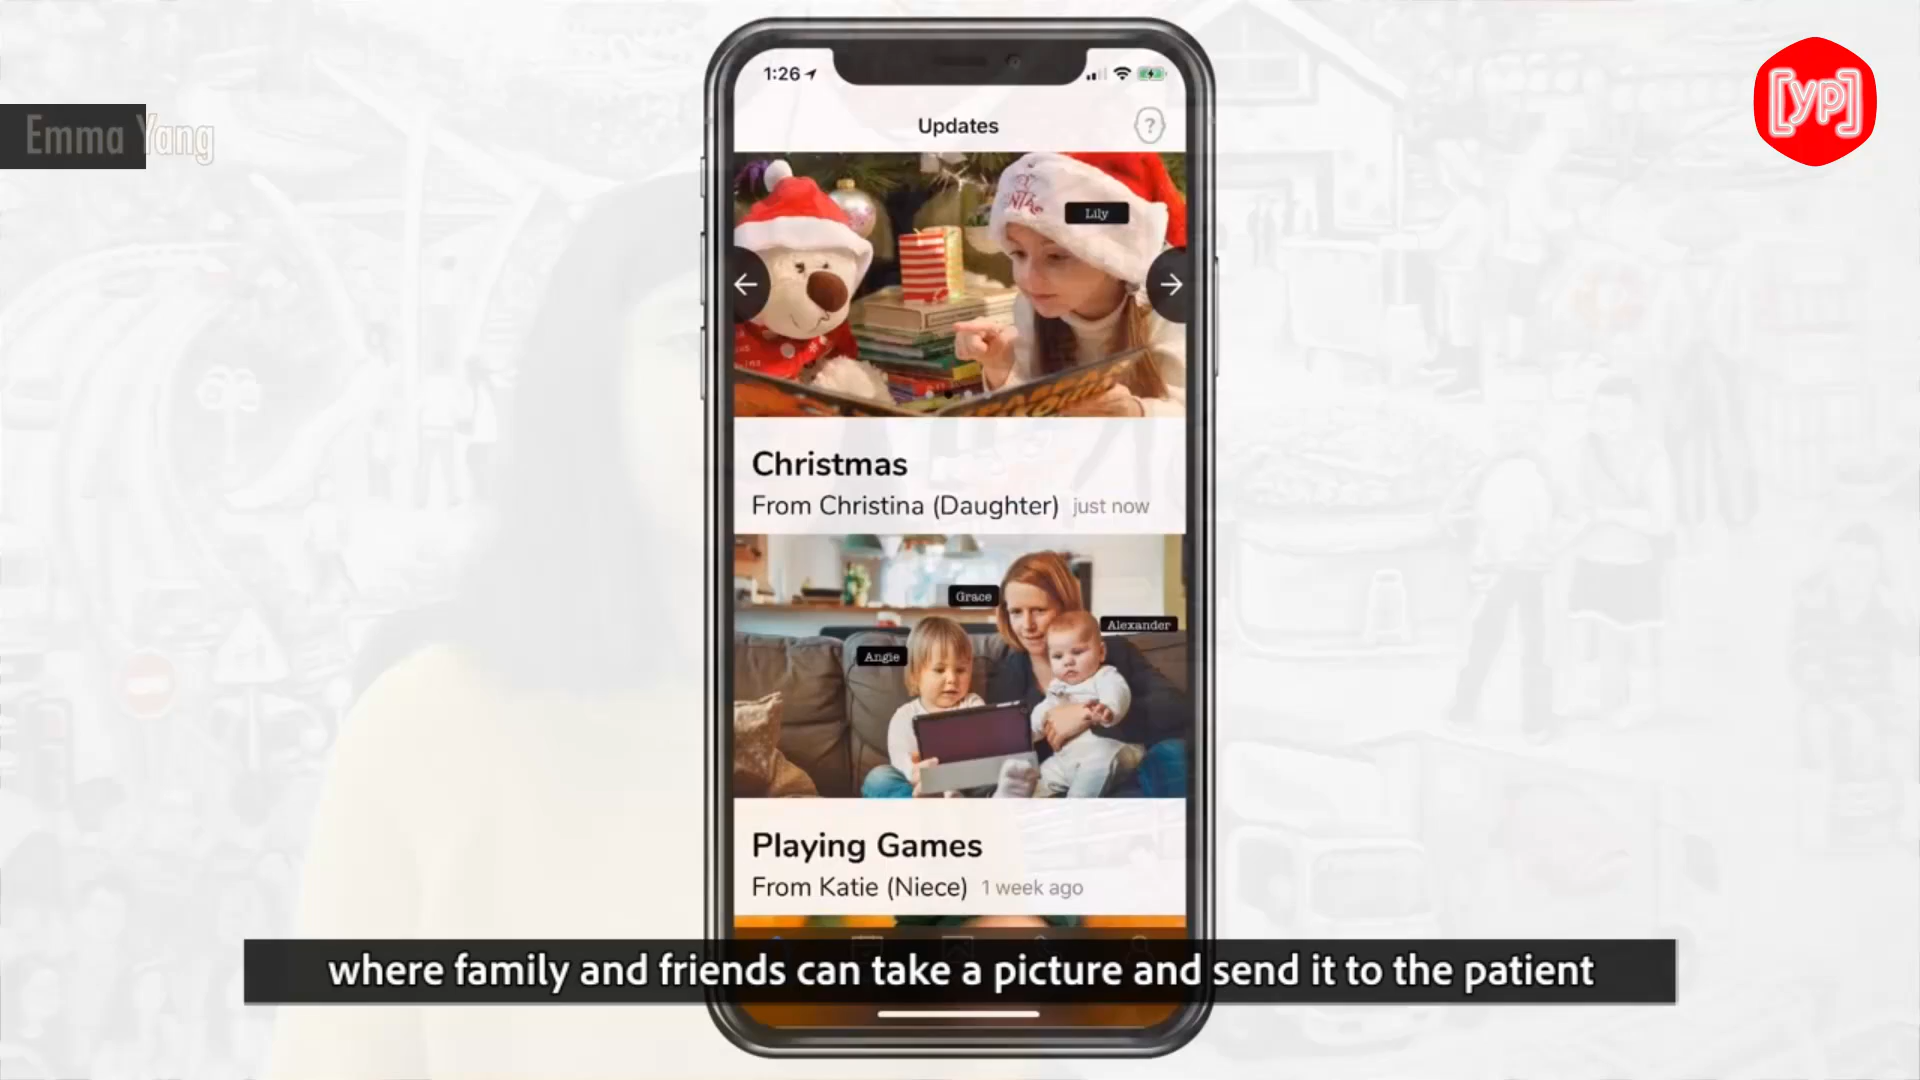 Emma Yang
[yp]
1:26
Updates
?
Lily
Christmas
From Christina (Daughter) just now
Grace
Alexander
Angie
Playing Games
From Katie (Niece) 1 week ago
where family and friends can take a picture and send it to the patient